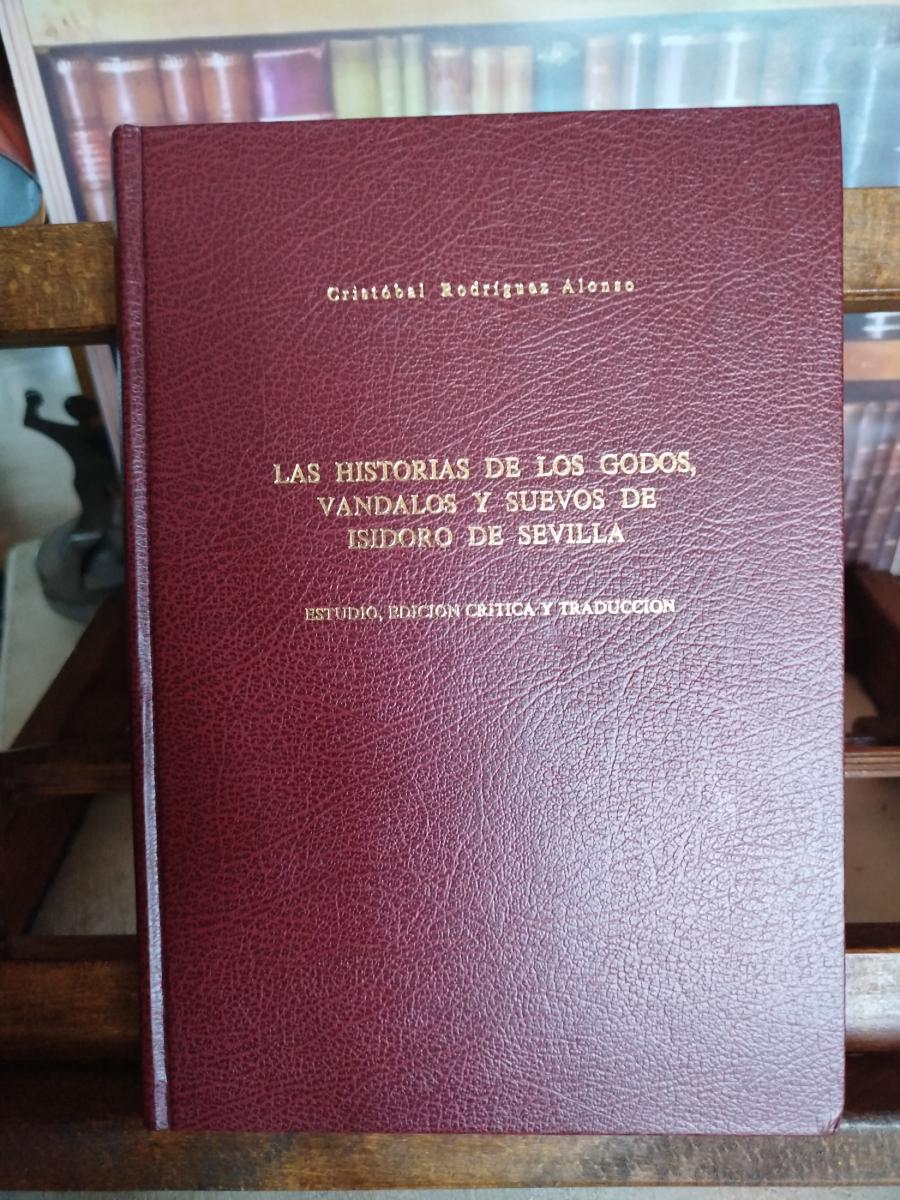 Cristóbal Rodríguez Alonso
LAS HISTORIAS DE LOS GODOS,
VANDALOS Y SUEVOS DE
ISIDORO DE SEVILLA
ESTUDIO, EDICION CRITICA Y TRADUCCION